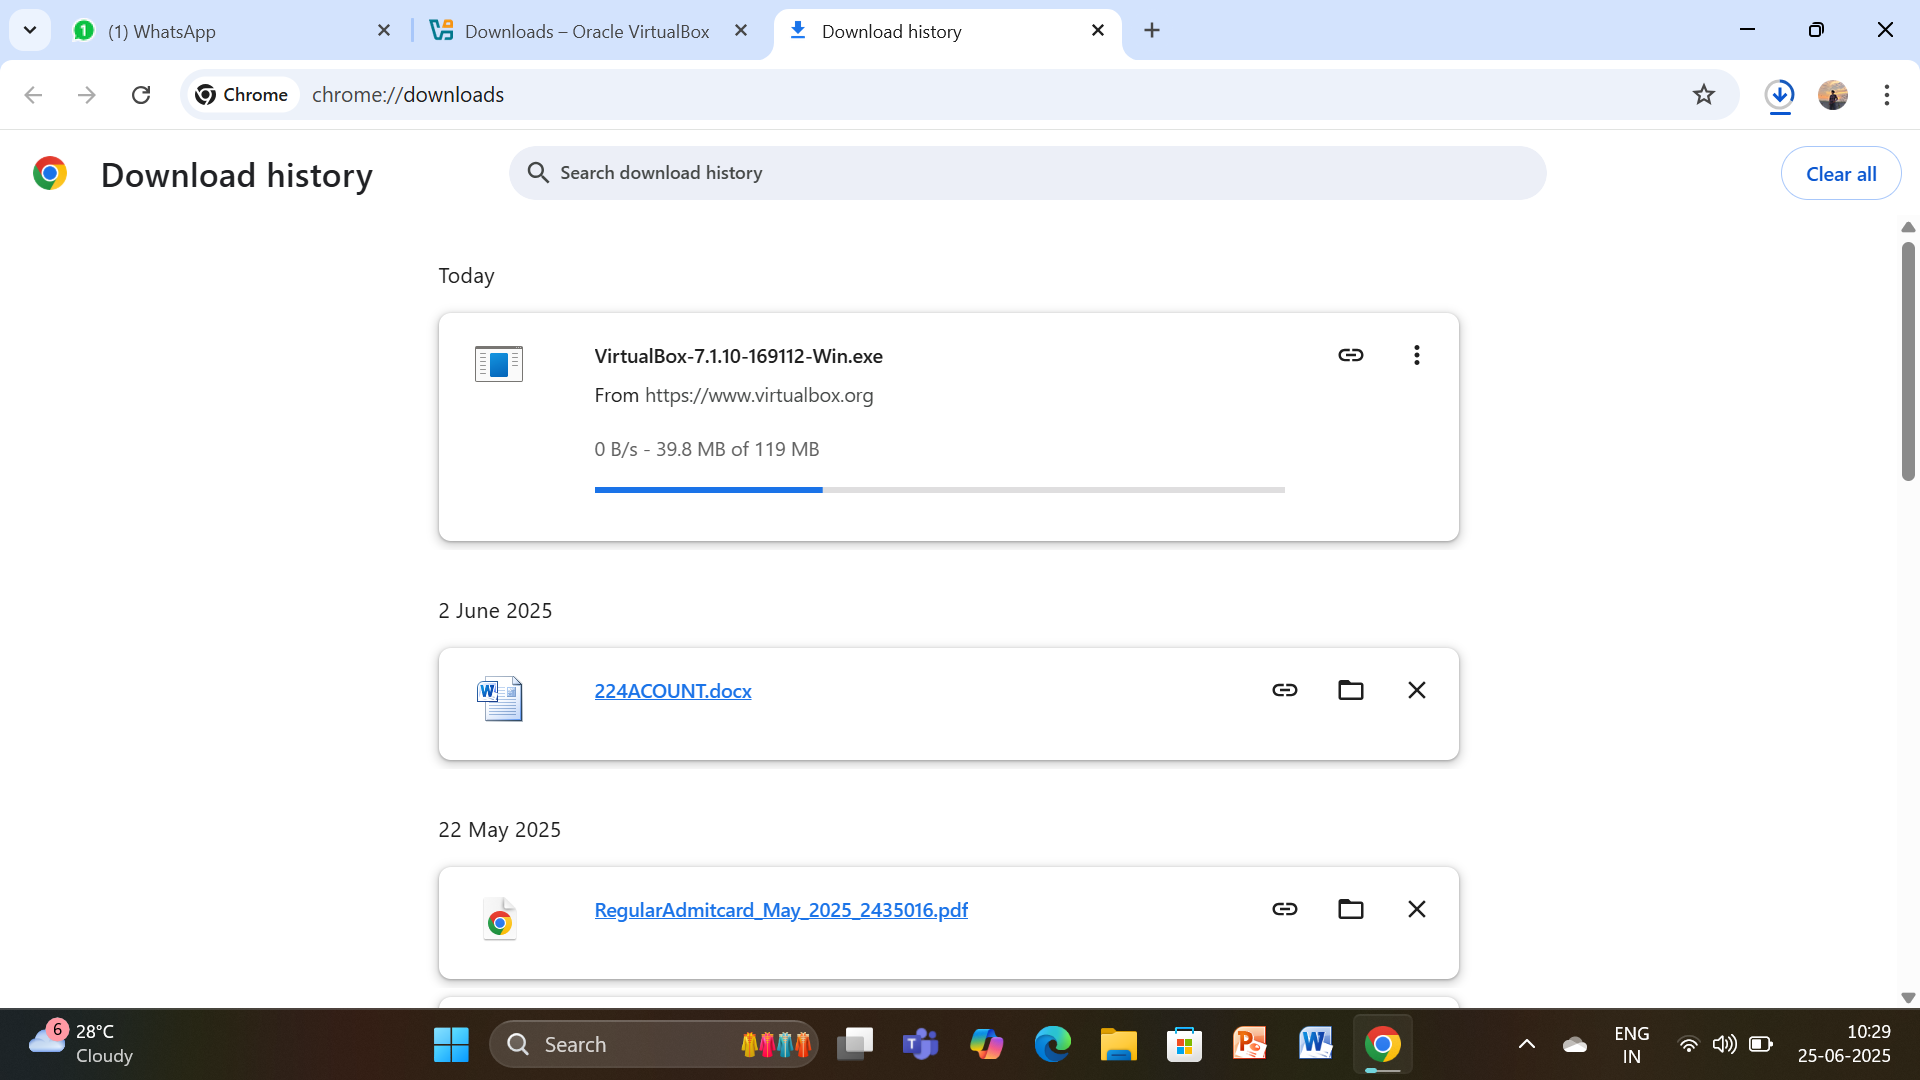 1
(1) WhatsApp
Downloads – Oracle VirtualBox
Download history
Chrome
chrome://downloads
Download history
Search download history
Clear all
Today
VirtualBox-7.1.10-169112-Win.exe
From https://www.virtualbox.org
0 B/s - 39.8 MB of 119 MB
2 June 2025
W
224ACOUNT.docx
22 May 2025
RegularAdmitcard_May_2025_2435016.pdf
6
28°C
Cloudy
Search
T
P
W
ENG
IN
10:29
25-06-2025